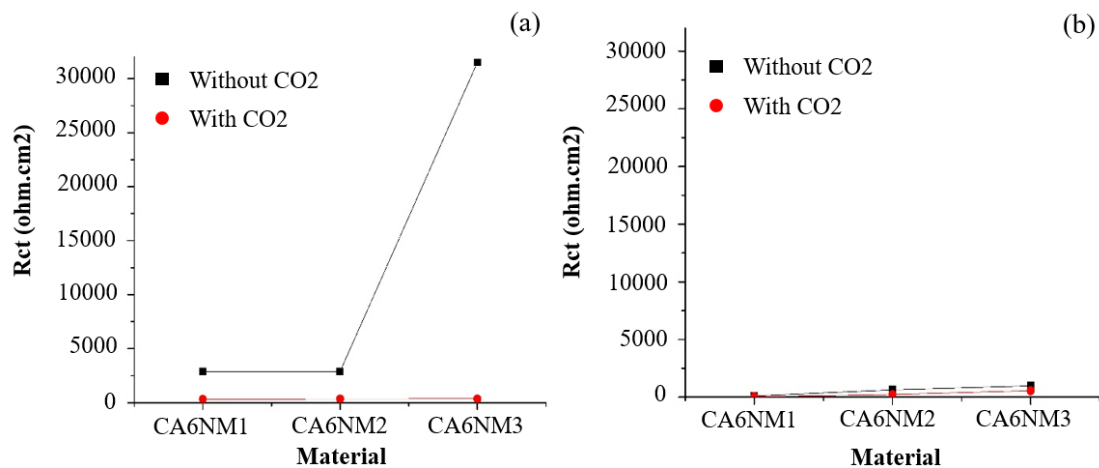 (a)
Without CO2
With CO2
Rct (ohm.cm2)
30000
25000
20000
15000
10000
5000
0
CA6NM1 CA6NM2 CA6NM3
Material
(b)
Without CO2
With CO2
Rct (ohm.cm2)
30000
25000
20000
15000
10000
5000
0
CA6NM1 CA6NM2 CA6NM3
Material